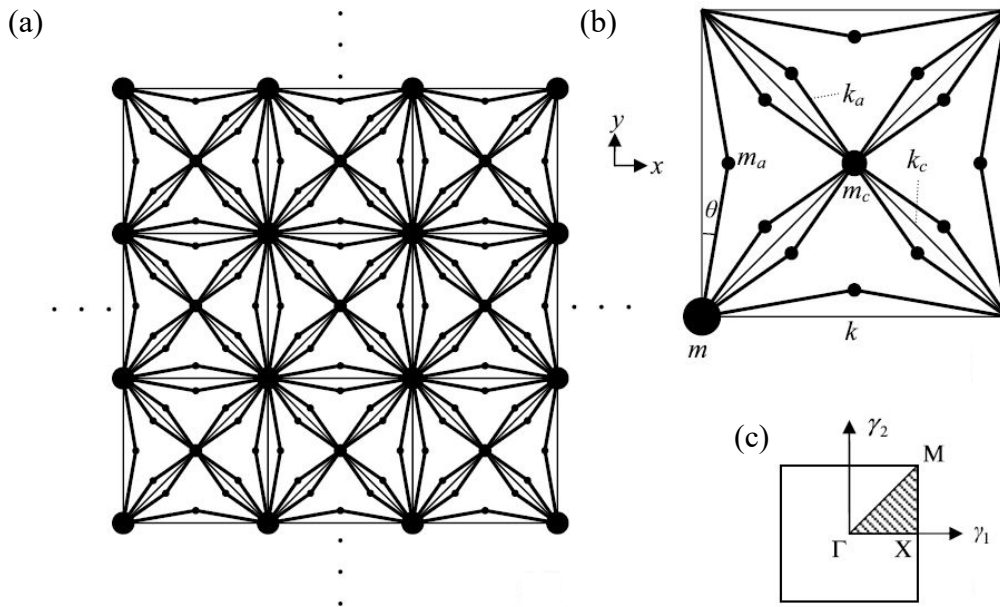 (a)
(b)
y
x
k_a
m_a
k_c
m_c
θ
m
k
(c)
γ_2
M
Γ
X
γ_1